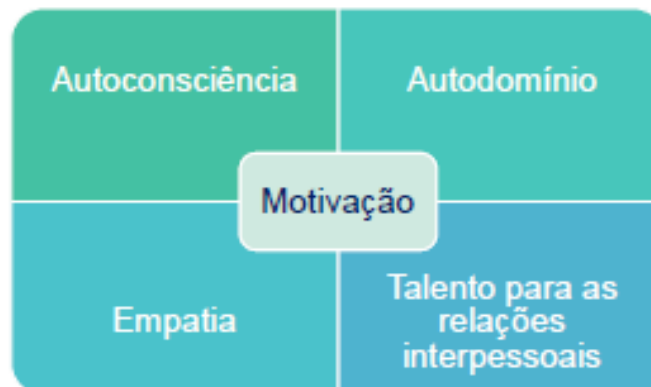 Autoconsciência
Autodomínio
Motivação
Empatia
Talento para as
relações
interpessoais